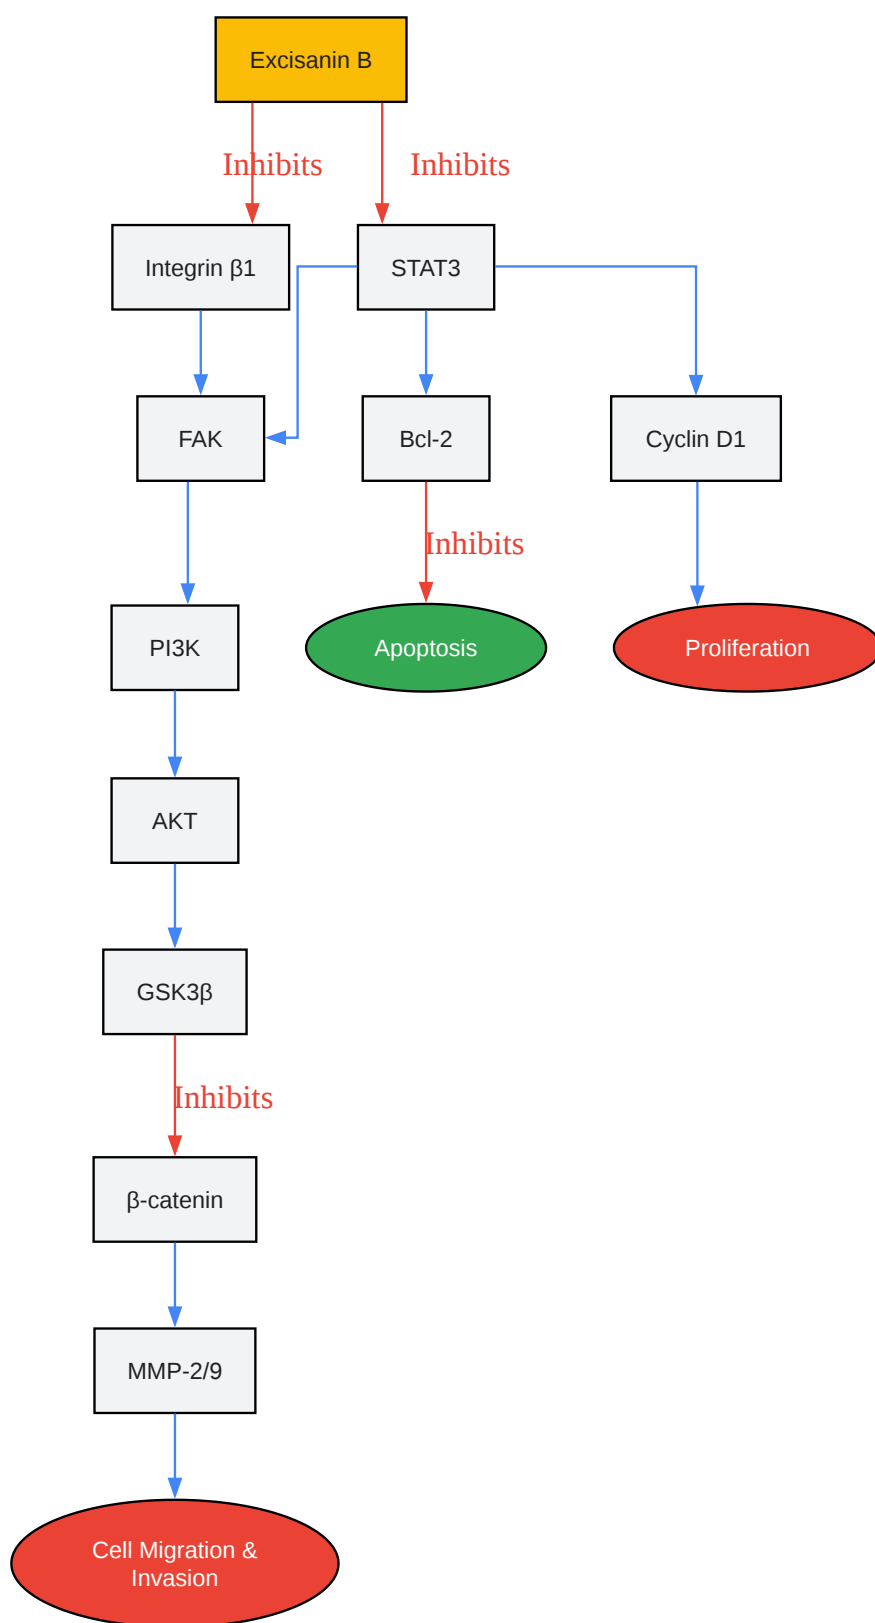 Excisanin B
Inhibits
Inhibits
Integrin β1
STAT3
FAK
Bcl-2
Cyclin D1
Inhibits
PI3K
Apoptosis
Proliferation
AKT
GSK3β
Inhibits
β-catenin
MMP-2/9
Cell Migration &
Invasion